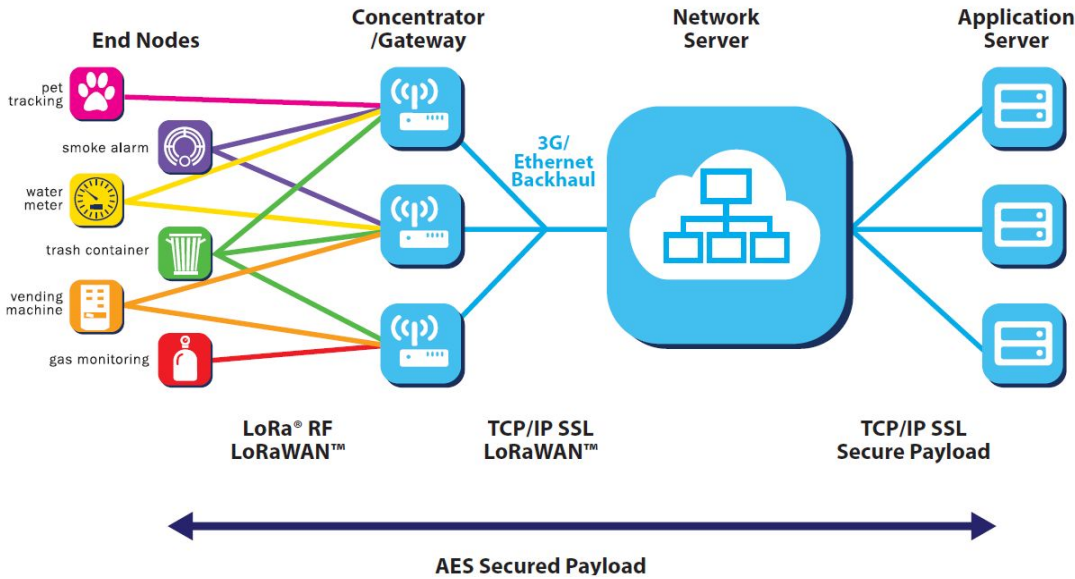 End Nodes
Concentrator
/Gateway
Network
Server
Application
Server
pet
tracking
smoke alarm
water
meter
trash container
vending
machine
gas monitoring
3G/
Ethernet
Backhaul
LoRa® RF
LoRaWAN™
TCP/IP SSL
LoRaWAN™
TCP/IP SSL
Secure Payload
AES Secured Payload